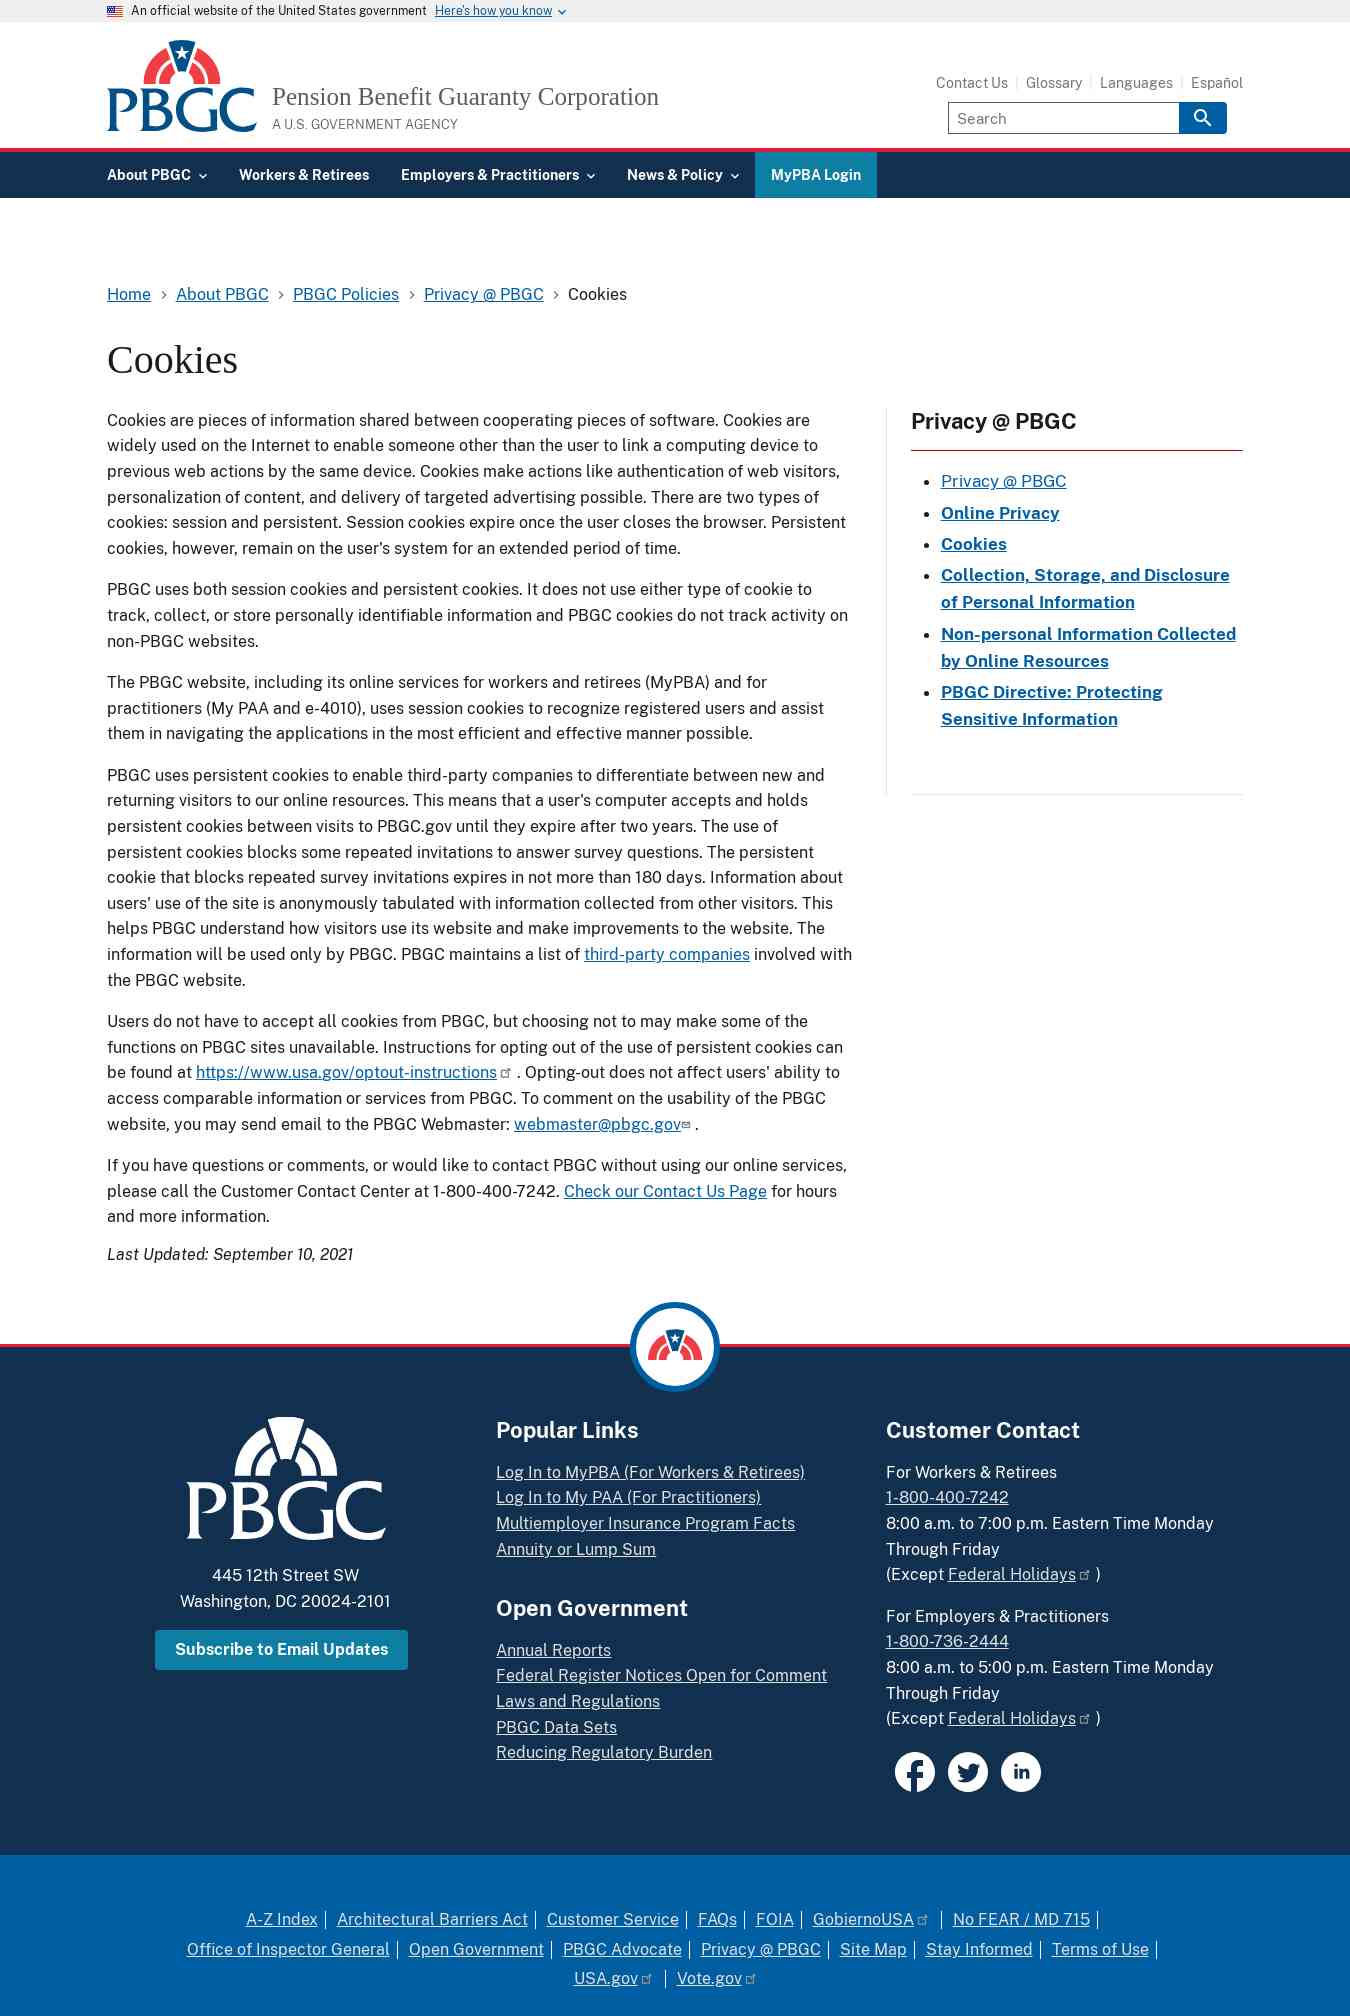 An official website of the United States government Here's how you know
PBGC
Pension Benefit Guaranty Corporation
A U.S. GOVERNMENT AGENCY
Contact Us Glossary Languages Español
Search
About PBGC Workers & Retirees Employers & Practitioners News & Policy MyPBA Login
Home About PBGC PBGC Policies Privacy @ PBGC Cookies
Cookies
Cookies are pieces of information shared between cooperating pieces of software. Cookies are
widely used on the Internet to enable someone other than the user to link a computing device to
previous web actions by the same device. Cookies make actions like authentication of web visitors,
personalization of content, and delivery of targeted advertising possible. There are two types of
cookies: session and persistent. Session cookies expire once the user closes the browser. Persistent
cookies, however, remain on the user's system for an extended period of time.
PBGC uses both session cookies and persistent cookies. It does not use either type of cookie to
track, collect, or store personally identifiable information and PBGC cookies do not track activity on
non-PBGC websites.
The PBGC website, including its online services for workers and retirees (MyPBA) and for
practitioners (My PAA and e-4010), uses session cookies to recognize registered users and assist
them in navigating the applications in the most efficient and effective manner possible.
PBGC uses persistent cookies to enable third-party companies to differentiate between new and
returning visitors to our online resources. This means that a user's computer accepts and holds
persistent cookies between visits to PBGC.gov until they expire after two years. The use of
persistent cookies blocks some repeated invitations to answer survey questions. The persistent
cookie that blocks repeated survey invitations expires in not more than 180 days. Information about
users' use of the site is anonymously tabulated with information collected from other visitors. This
helps PBGC understand how visitors use its website and make improvements to the website. The
information will be used only by PBGC. PBGC maintains a list of third-party companies involved with
the PBGC website.
Users do not have to accept all cookies from PBGC, but choosing not to may make some of the
functions on PBGC sites unavailable. Instructions for opting out of the use of persistent cookies can
be found at https://www.usa.gov/optout-instructions . Opting-out does not affect users' ability to
access comparable information or services from PBGC. To comment on the usability of the PBGC
website, you may send email to the PBGC Webmaster: webmaster@pbgc.gov .
If you have questions or comments, or would like to contact PBGC without using our online services,
please call the Customer Contact Center at 1-800-400-7242. Check our Contact Us Page for hours
and more information.
Last Updated: September 10, 2021
Privacy @ PBGC
Privacy @ PBGC
Online Privacy
Cookies
Collection, Storage, and Disclosure
of Personal Information
Non-personal Information Collected
by Online Resources
PBGC Directive: Protecting
Sensitive Information
PBGC
445 12th Street SW
Washington, DC 20024-2101
Subscribe to Email Updates
Popular Links
Log In to MyPBA (For Workers & Retirees)
Log In to My PAA (For Practitioners)
Multiemployer Insurance Program Facts
Annuity or Lump Sum
Open Government
Annual Reports
Federal Register Notices Open for Comment
Laws and Regulations
PBGC Data Sets
Reducing Regulatory Burden
Customer Contact
For Workers & Retirees
1-800-400-7242
8:00 a.m. to 7:00 p.m. Eastern Time Monday
Through Friday
(Except Federal Holidays )
For Employers & Practitioners
1-800-736-2444
8:00 a.m. to 5:00 p.m. Eastern Time Monday
Through Friday
(Except Federal Holidays )
A-Z Index Architectural Barriers Act Customer Service FAQs FOIA GobiernoUSA No FEAR / MD 715
Office of Inspector General Open Government PBGC Advocate Privacy @ PBGC Site Map Stay Informed Terms of Use
USA.gov Vote.gov